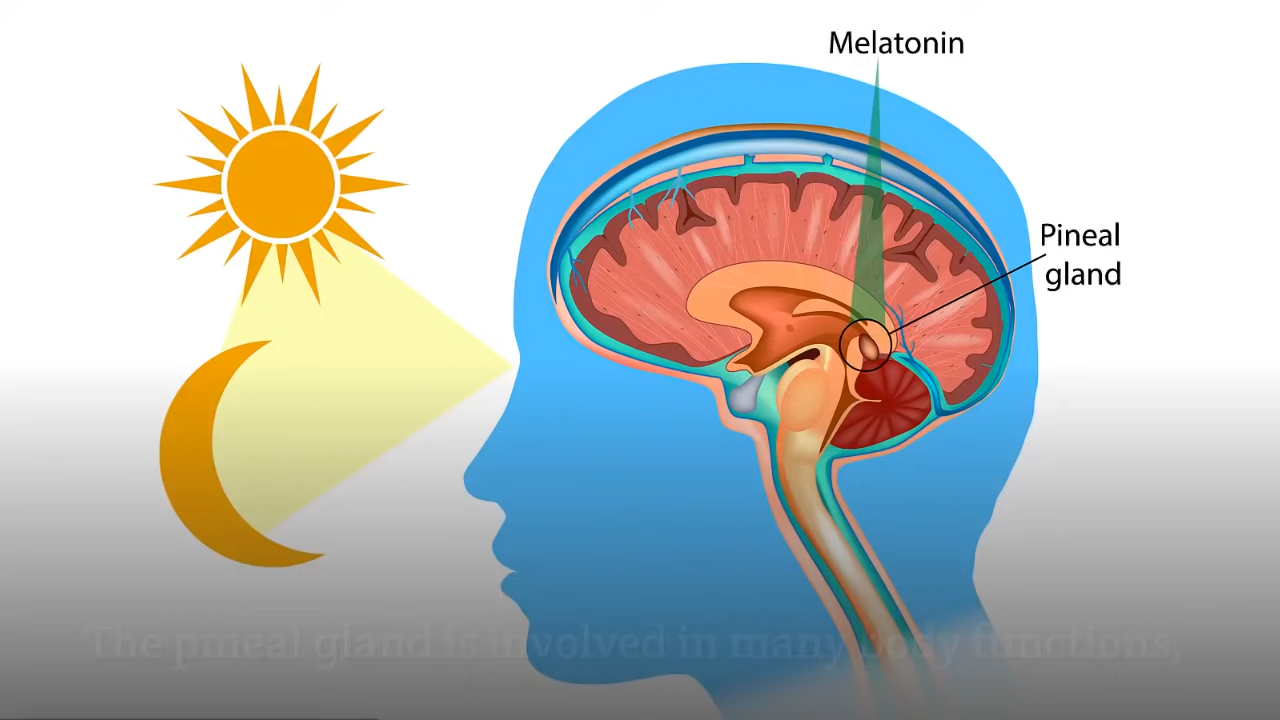 Melatonin
Pineal
gland
The pineal gland is involved in many body functions,